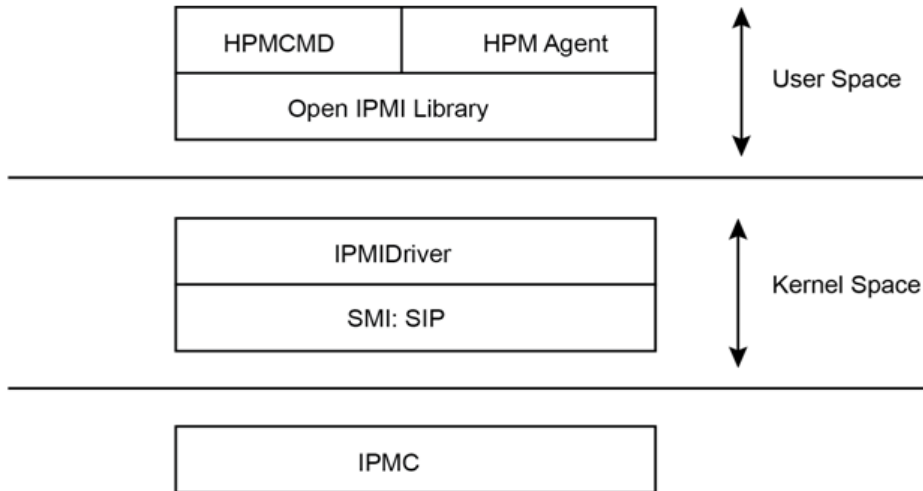 HPMCMD
HPM Agent
User Space
Open IPMI Library
IPMIDriver
Kernel Space
SMI: SIP
IPMC